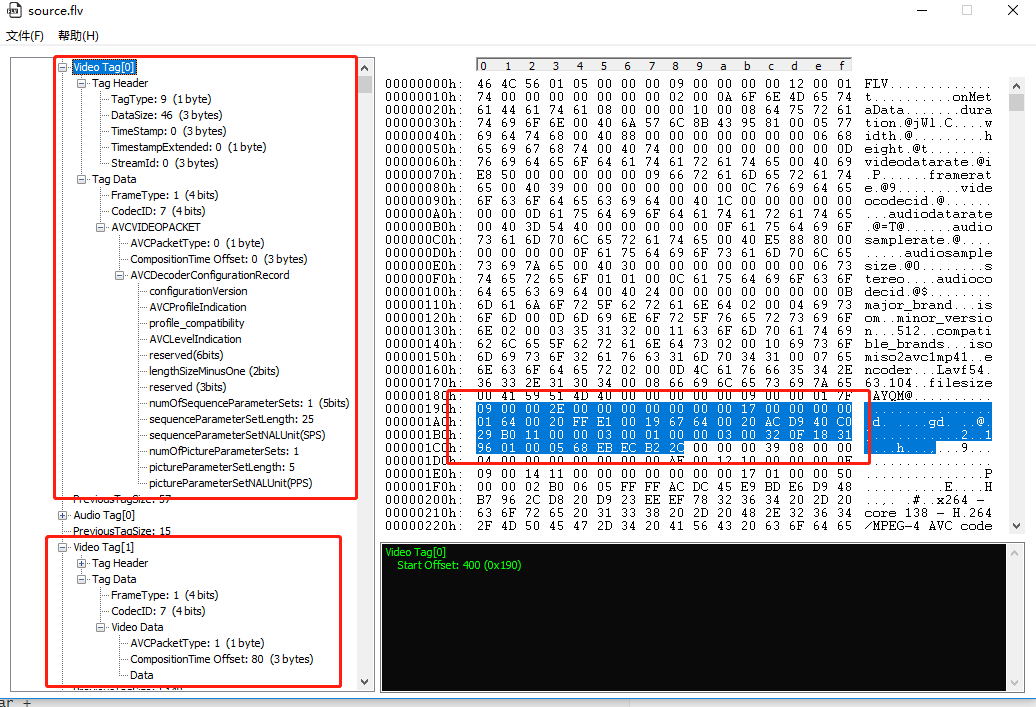 source.flv
文件(F) 帮助(H)
Video Tag[0]
Tag Header
TagType: 9 (1 byte)
DataSize: 46 (3 bytes)
TimeStamp: 0 (3 bytes)
TimestampExtended: 0 (1 byte)
StreamId: 0 (3 bytes)
Tag Data
FrameType: 1 (4 bits)
CodecID: 7 (4 bits)
AVCVIDEOPACKET
AVCPacketType: 0 (1 byte)
CompositionTime Offset: 0 (3 bytes)
AVCDecoderConfigurationRecord
configurationVersion
AVCProfileIndication
profile_compatibility
AVCLevelIndication
reserved(6bits)
lengthSizeMinusOne (2bits)
reserved (3bits)
numOfSequenceParameterSets: 1 (5bits)
sequenceParameterSetLength: 25
sequenceParameterSetNALUnit(SPS)
numOfPictureParameterSets: 1
pictureParameterSetLength: 5
pictureParameterSetNALUnit(PPS)
PreviousTagSize: 57
Audio Tag[0]
PreviousTagSize: 15
Video Tag[1]
Tag Header
Tag Data
FrameType: 1 (4 bits)
CodecID: 7 (4 bits)
Video Data
AVCPacketType: 1 (1 byte)
CompositionTime Offset: 80 (3 bytes)
Data
0 1 2 3 4 5 6 7 8 9 a b c d e f
00000000h: 46 4C 56 01 05 00 00 00 09 00 00 00 00 12 00 01 FLV.............
00000010h: 74 00 00 00 00 00 00 00 02 00 0A 6F 6E 4D 65 74 t..........onMet
00000020h: 61 44 61 74 61 08 00 00 00 10 00 08 64 75 72 61 aData.......dura
00000030h: 74 69 6F 6E 00 40 6A 57 6C 8B 43 95 81 00 05 77 tion.@jWl.C....w
00000040h: 69 64 74 68 00 40 88 00 00 00 00 00 00 00 06 68 idth.@.........h
00000050h: 65 69 67 68 74 00 40 74 00 00 00 00 00 00 00 0D eight.@t........
00000060h: 76 69 64 65 6F 64 61 74 61 72 61 74 65 00 40 69 videodatarate.@i
00000070h: E8 50 00 00 00 00 00 09 66 72 61 6D 65 72 61 74 .P......framerat
00000080h: 65 00 40 39 00 00 00 00 00 00 00 0C 76 69 64 65 e.@9........vide
00000090h: 6F 63 6F 64 65 63 69 64 00 40 1C 00 00 00 00 00 ocodecid.@......
000000A0h: 00 00 0D 61 75 64 69 6F 64 61 74 61 72 61 74 65 ...audiodatarate
000000B0h: 00 40 3D 54 40 00 00 00 00 00 0F 61 75 64 69 6F .@=T@......audio
000000C0h: 73 61 6D 70 6C 65 72 61 74 65 00 40 E5 88 80 00 samplerate.@....
000000D0h: 00 00 00 00 0F 61 75 64 69 6F 73 61 6D 70 6C 65 .....audiosample
000000E0h: 73 69 7A 65 00 40 30 00 00 00 00 00 00 00 06 73 size.@0........s
000000F0h: 74 65 72 65 6F 01 01 00 0C 61 75 64 69 6F 63 6F tereo....audioco
00000100h: 64 65 63 69 64 00 40 24 00 00 00 00 00 00 00 0B decid.@$........
00000110h: 6D 61 6A 6F 72 5F 62 72 61 6E 64 02 00 04 69 73 major_brand...is
00000120h: 6F 6D 00 0D 6D 69 6E 6F 72 5F 76 65 72 73 69 6F om..minor_versio
00000130h: 6E 02 00 03 35 31 32 00 11 63 6F 6D 70 61 74 69 n...512..compati
00000140h: 62 6C 65 5F 62 72 61 6E 64 73 02 00 10 69 73 6F ble_brands...iso
00000150h: 6D 69 73 6F 32 61 76 63 31 6D 70 34 31 00 07 65 miso2avc1mp41..e
00000160h: 6E 63 6F 64 65 72 02 00 0D 4C 61 76 66 35 34 2E ncoder...Lavf54.
00000170h: 36 33 2E 31 30 34 00 08 66 69 6C 65 73 69 7A 65 63.104..filesize
00000180h: 00 41 59 51 4D 40 00 00 00 00 00 09 00 00 01 7F .AYQM@..........
00000190h: 09 00 00 2E 00 00 00 00 00 00 00 17 00 00 00 00 ................
000001A0h: 01 64 00 20 FF E1 00 19 67 64 00 20 AC D9 40 C0 .d. ....gd. ..@.
000001B0h: 29 B0 11 00 00 03 00 01 00 00 03 00 32 0F 18 31 )...........2..1
000001C0h: 96 01 00 05 68 EB EC B2 2C 00 00 00 39 08 00 00 ....h...,...9...
000001D0h:
000001E0h: 09 00 14 11 00 00 00 00 00 00 00 17 01 00 00 50 ...............P
000001F0h: 00 00 02 B0 06 05 FF FF AC DC 45 E9 BD E6 D9 48 ..........E....H
00000200h: B7 96 2C D8 20 D9 23 EE EF 78 32 36 34 20 2D 20 ..,. .#..x264 -
00000210h: 63 6F 72 65 20 31 33 38 20 2D 20 48 2E 32 36 34 core 138 - H.264
00000220h: 2F 4D 50 45 47 2D 34 20 41 56 43 20 63 6F 64 65 /MPEG-4 AVC code
Video Tag[0]
Start Offset: 400 (0x190)